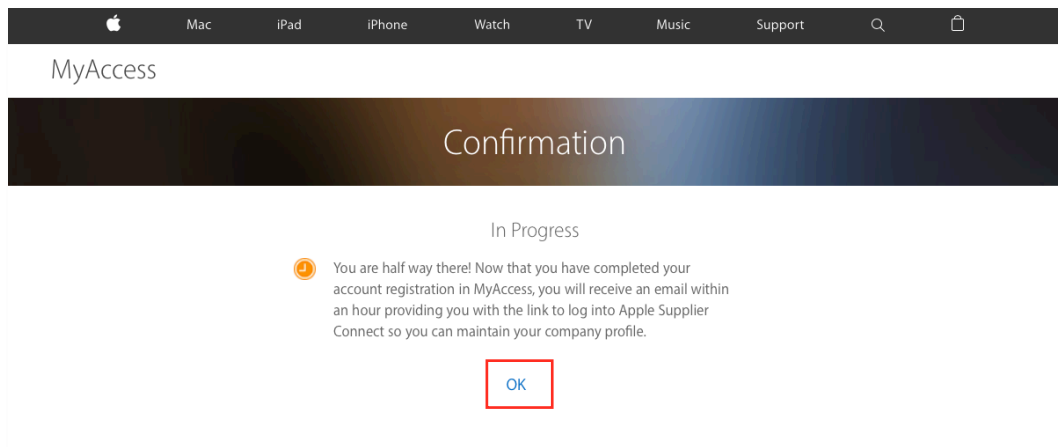 Mac iPad iPhone Watch TV Music Support
MyAccess
Confirmation
In Progress
You are half way there! Now that you have completed your
account registration in MyAccess, you will receive an email within
an hour providing you with the link to log into Apple Supplier
Connect so you can maintain your company profile.
OK